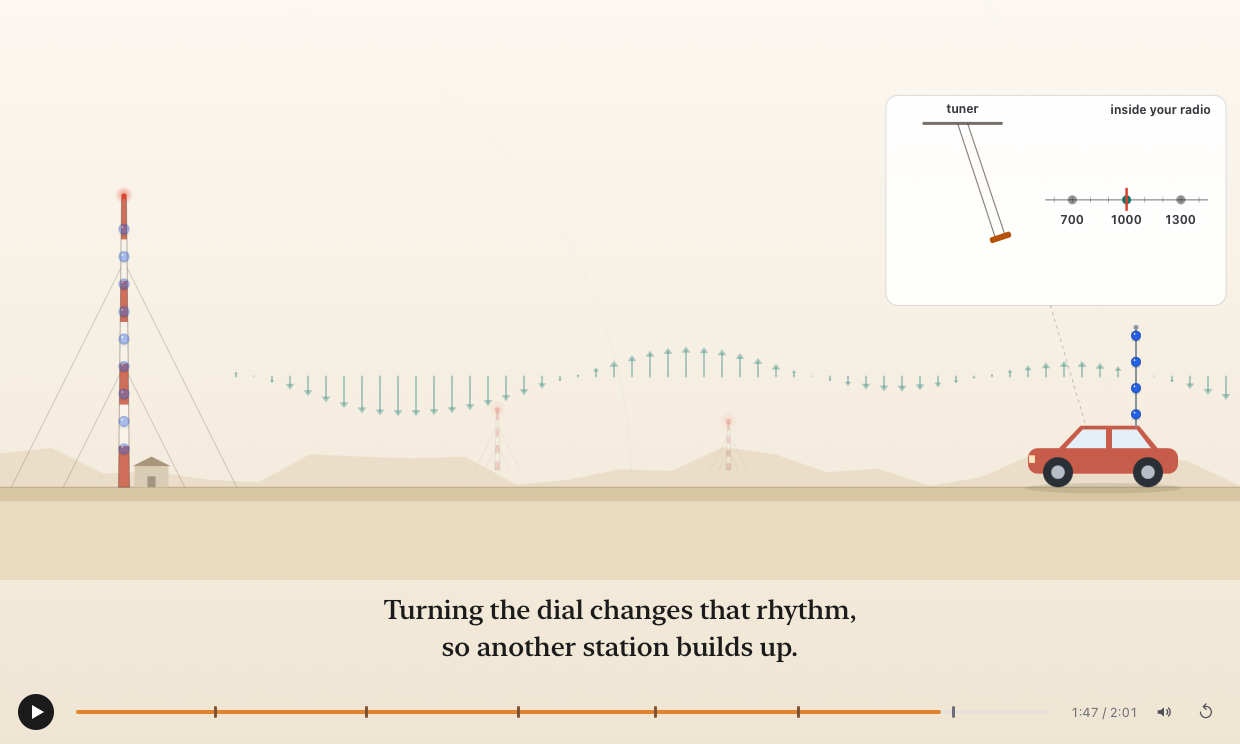 tuner
inside your radio
700
1000
1300
Turning the dial changes that rhythm,
so another station builds up.
1:47 / 2:01